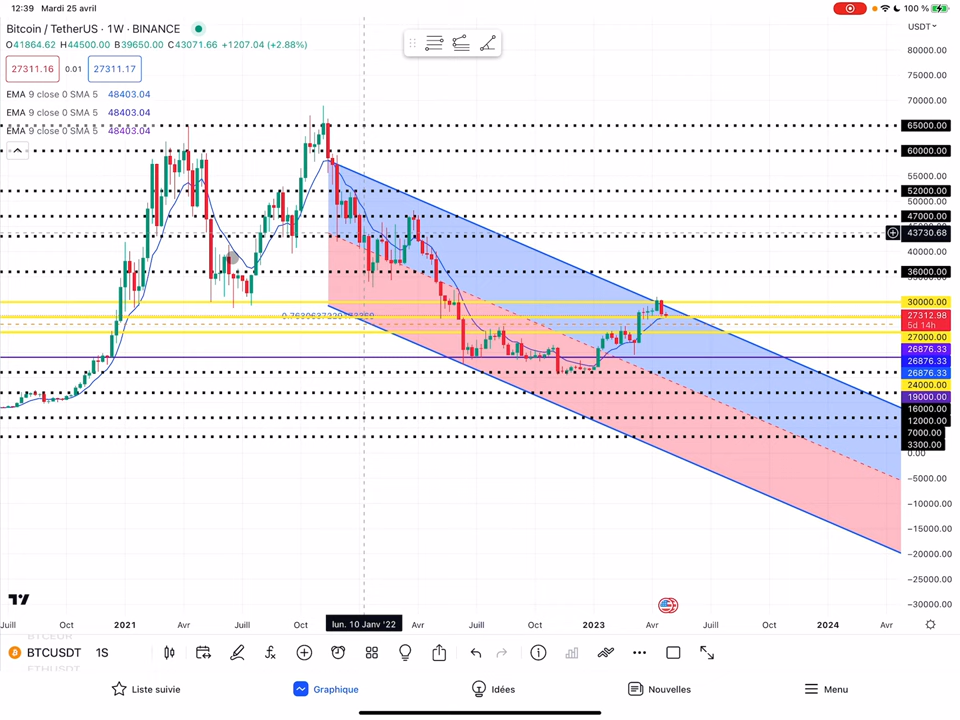 12:39 Mardi 25 avril
100 %
Bitcoin / TetherUS · 1W · BINANCE
O41864.62 H44500.00 B39650.00 C43071.66 +1207.04 (+2.88%)
USDT
27311.16 0.01 27311.17
EMA 9 close 0 SMA 5 48403.04
EMA 9 close 0 SMA 5 48403.04
EMA 9 close 0 SMA 5 48403.04
80000.00
75000.00
70000.00
65000.00
60000.00
55000.00
52000.00
50000.00
47000.00
43730.68
40000.00
36000.00
30000.00
27312.98
5d 14h
27000.00
26876.33
26876.33
26876.33
24000.00
19000.00
16000.00
12000.00
7000.00
3300.00
0.00
−5000.00
−10000.00
−15000.00
−20000.00
−25000.00
−30000.00
Juill Oct 2021 Avr Juill Oct lun. 10 Janv '22 Avr Juill Oct 2023 Avr Juill Oct 2024 Avr
BTCEUR
BTCUSDT 1S
ETHUSDT
Liste suivie Graphique Idées Nouvelles Menu